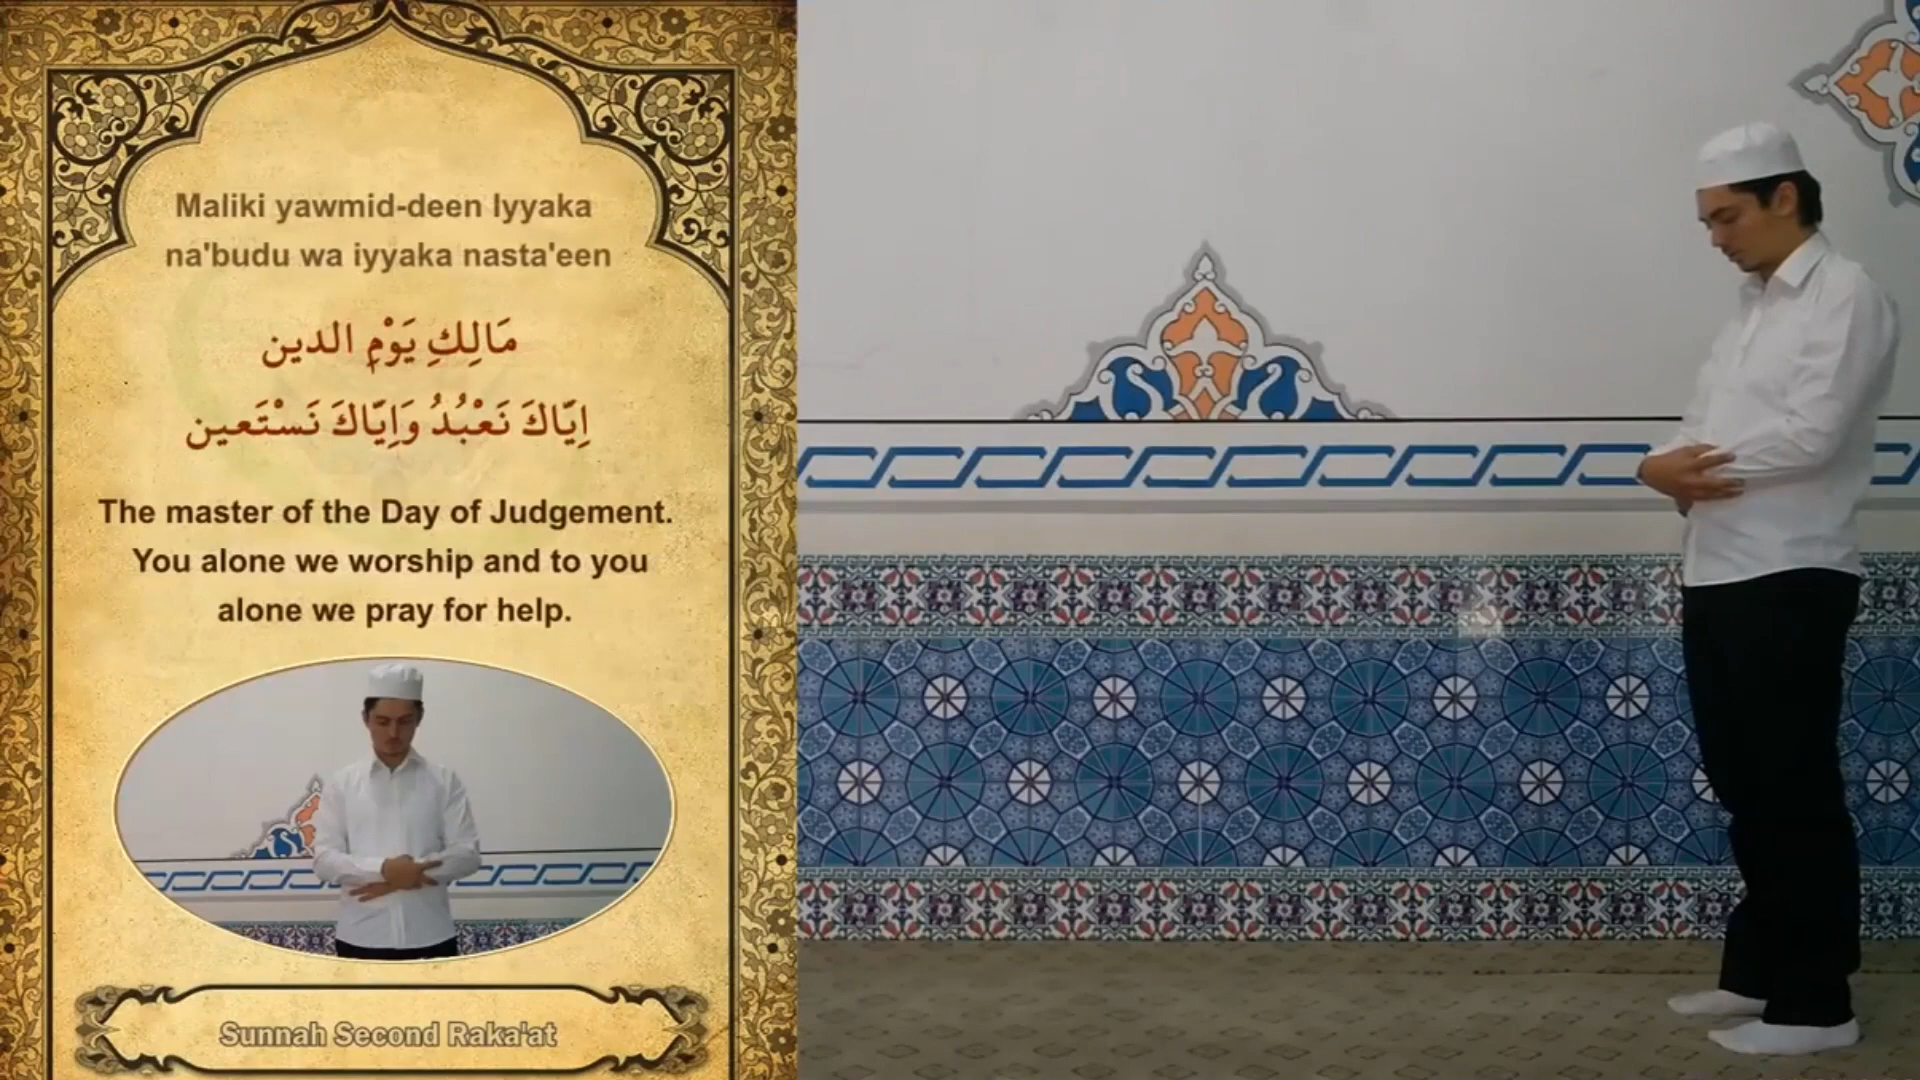 Maliki yawmid-deen Iyyaka
na'budu wa iyyaka nasta'een
مَالِكِ يَوْمِ الدين
اِيَّاكَ نَعْبُدُ وَاِيَّاكَ نَسْتَعين
The master of the Day of Judgement.
You alone we worship and to you
alone we pray for help.
Sunnah Second Raka'at